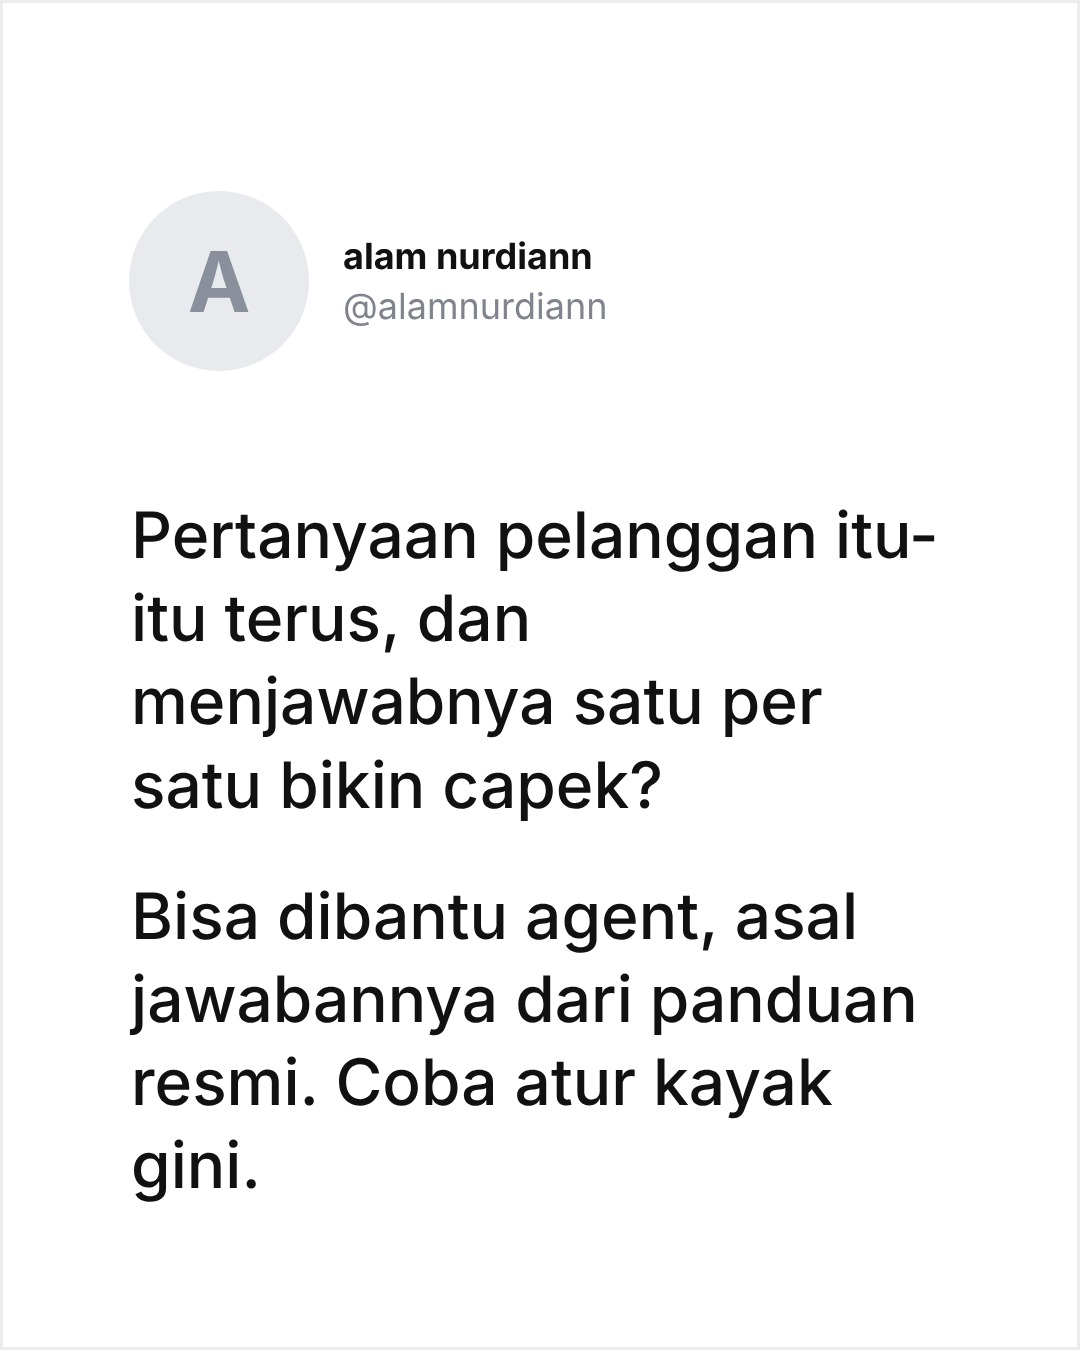 A
alam nurdiann
@alamnurdiann
Pertanyaan pelanggan itu-
itu terus, dan
menjawabnya satu per
satu bikin capek?
Bisa dibantu agent, asal
jawabannya dari panduan
resmi. Coba atur kayak
gini.